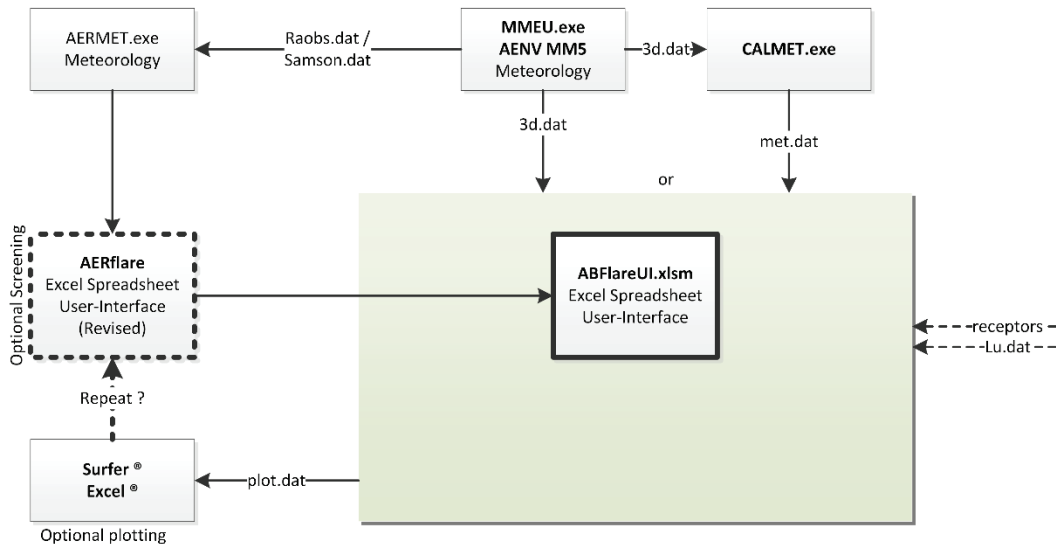 AERMET.exe
Meteorology
Raobs.dat /
Samson.dat
MMEU.exe
AENV MM5
Meteorology
3d.dat
CALMET.exe
3d.dat
met.dat
or
Optional Screening
AERflare
Excel Spreadsheet
User-Interface
(Revised)
ABFlareUI.xlsm
Excel Spreadsheet
User-Interface
receptors
Lu.dat
Repeat ?
Surfer ®
Excel ®
plot.dat
Optional plotting